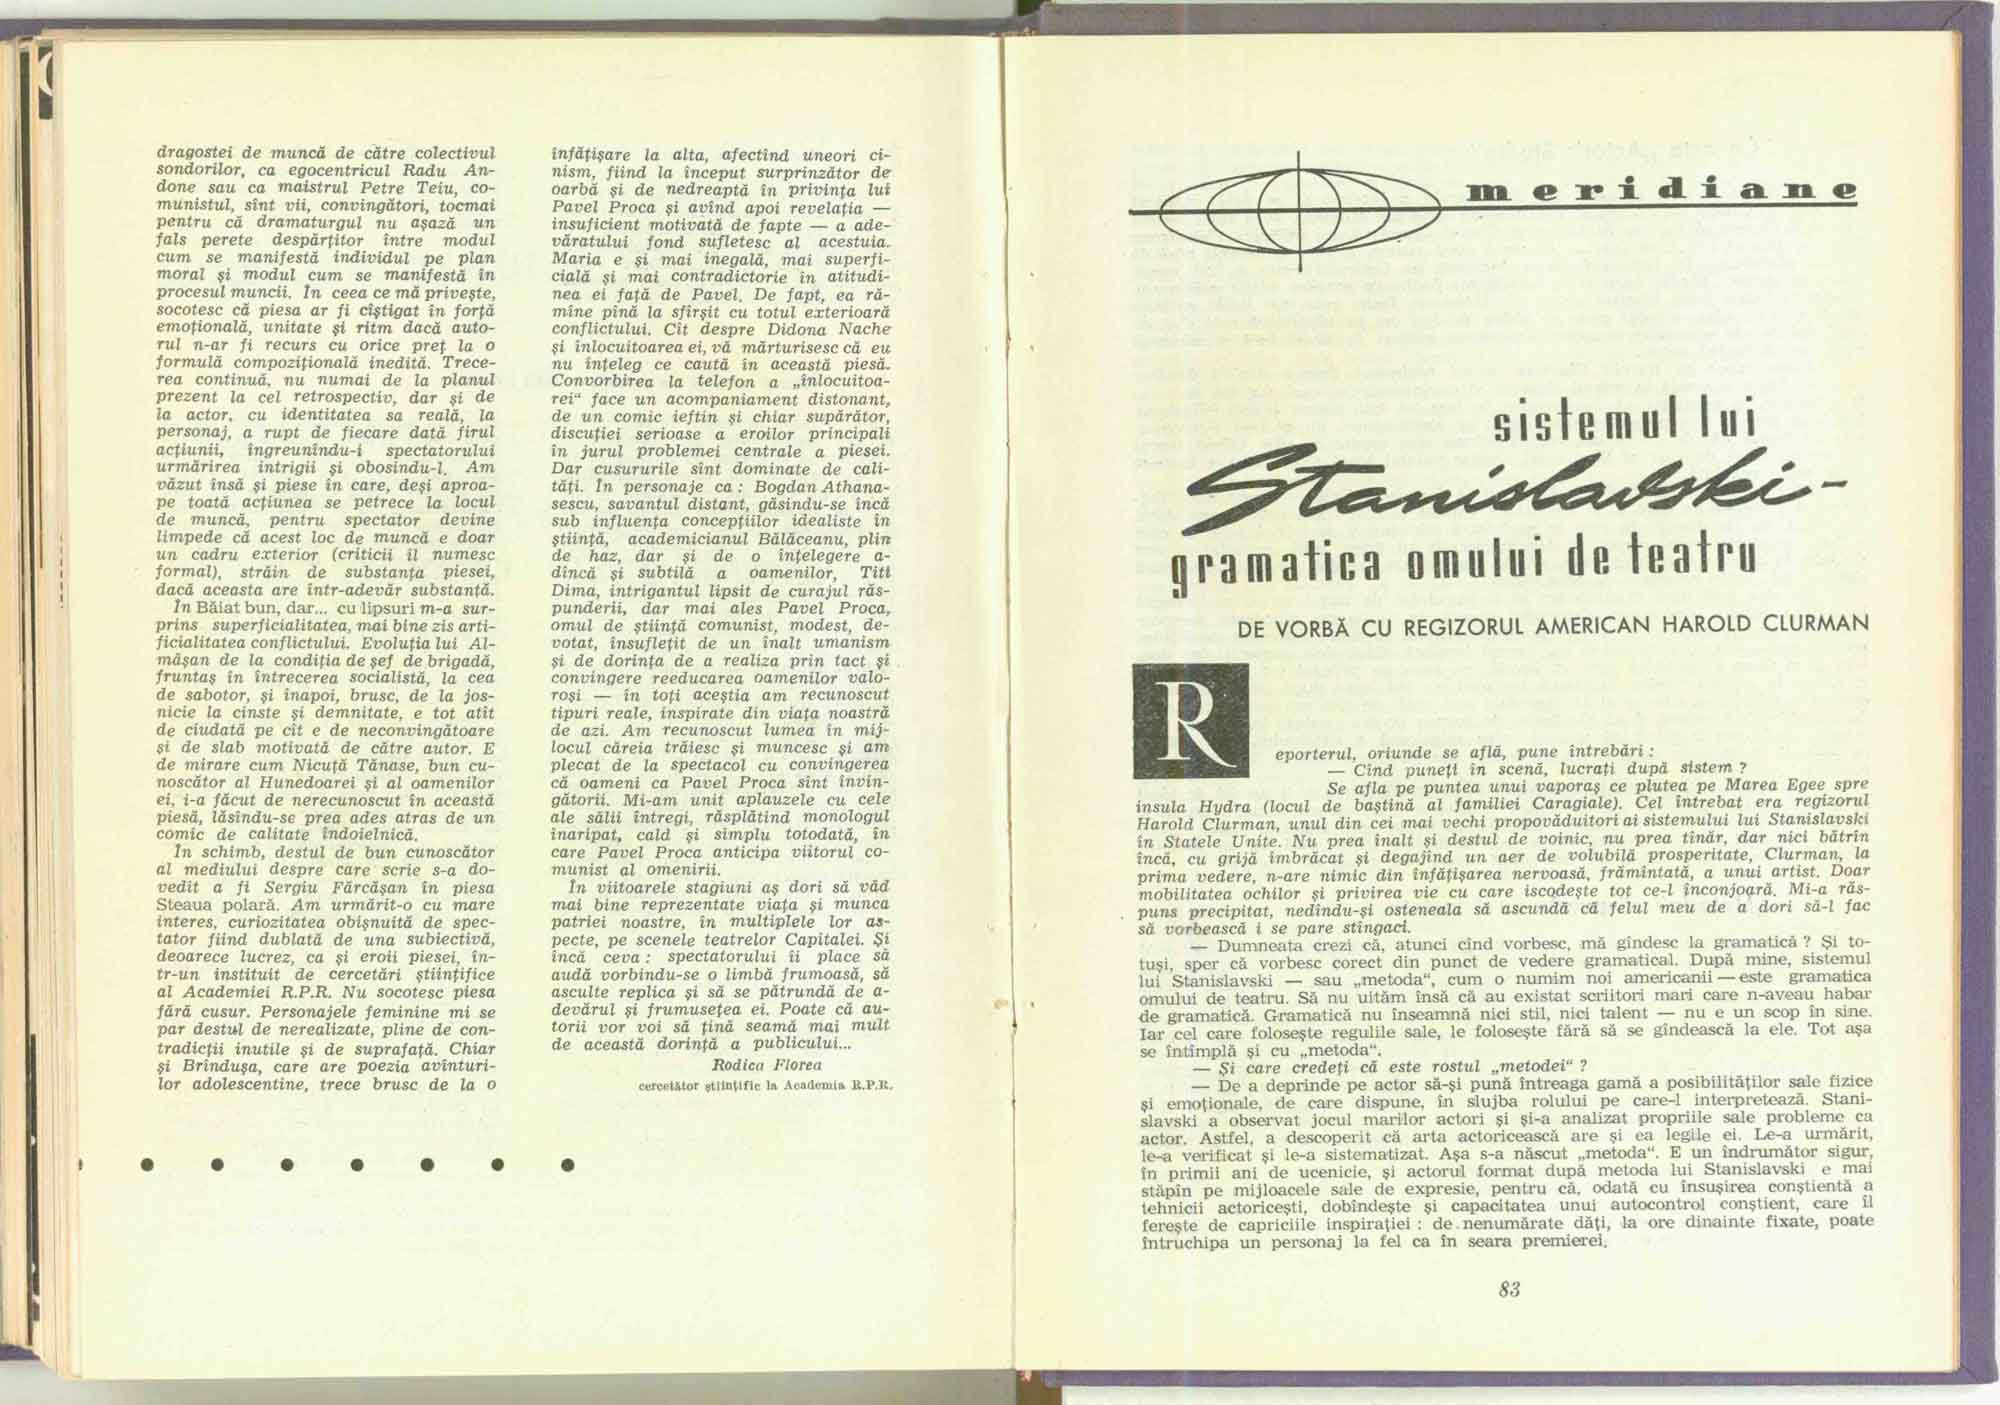 dragostei de muncă de către colectivul
sondorilor, ca egocentricul Radu An-
done sau ca maistrul Petre Teiu, co-
munistul, sînt vii, convingători, tocmai
pentru că dramaturgul nu așază un
fals perete despărțitor între modul
cum se manifestă individul pe plan
moral și modul cum se manifestă în
procesul muncii. În ceea ce mă privește,
socotesc că piesa ar fi cîștigat în forță
emoțională, unitate și ritm dacă auto-
rul n-ar fi recurs cu orice preț la o
formulă compozițională inedită. Trece-
rea continuă, nu numai de la planul
prezent la cel retrospectiv, dar și de
la actor, cu identitatea sa reală, la
personaj, a rupt de fiecare dată firul
acțiunii, îngreunîndu-i spectatorului
urmărirea intrigii și obosindu-l. Am
văzut însă și piese în care, deși aproa-
pe toată acțiunea se petrece la locul
de muncă, pentru spectator devine
limpede că acest loc de muncă e doar
un cadru exterior (criticii îl numesc
formal), străin de substanța piesei,
dacă aceasta are într-adevăr substanță.
În Băiat bun, dar... cu lipsuri m-a sur-
prins superficialitatea, mai bine zis arti-
ficialitatea conflictului. Evoluția lui Al-
mășan de la condiția de șef de brigadă,
fruntaș în întrecerea socialistă, la cea
de sabotor, și înapoi, brusc, de la jos-
nicie la cinste și demnitate, e tot atît
de ciudată pe cît e de neconvingătoare
și de slab motivată de către autor. E
de mirare cum Nicuță Tănase, bun cu-
noscător al Hunedoarei și al oamenilor
ei, i-a făcut de nerecunoscut în această
piesă, lăsîndu-se prea ades atras de un
comic de calitate îndoielnică.
În schimb, destul de bun cunoscător
al mediului despre care scrie s-a do-
vedit a fi Sergiu Fărcășan în piesa
Steaua polară. Am urmărit-o cu mare
interes, curiozitatea obișnuită de spec-
tator fiind dublată de una subiectivă,
deoarece lucrez, ca și eroii piesei, în-
tr-un institut de cercetări științifice
al Academiei R.P.R. Nu socotesc piesa
fără cusur. Personajele feminine mi se
par destul de nerealizate, pline de con-
tradicții inutile și de suprafață. Chiar
și Brîndușa, care are poezia avînturi-
lor adolescentine, trece brusc de la o
înfățișare la alta, afectînd uneori ci-
nism, fiind la început surprinzător de
oarbă și de nedreaptă în privința lui
Pavel Proca și avînd apoi revelația —
insuficient motivată de fapte — a ade-
văratului fond sufletesc al acestuia.
Maria e și mai inegală, mai superfi-
cială și mai contradictorie în atitudi-
nea ei față de Pavel. De fapt, ea ră-
mîne pînă la sfîrșit cu totul exterioară
conflictului. Cît despre Didona Nache
și înlocuitoarea ei, vă mărturisesc că eu
nu înțeleg ce caută în această piesă.
Convorbirea la telefon a „înlocuitoa-
rei“ face un acompaniament distonant,
de un comic ieftin și chiar supărător,
discuției serioase a eroilor principali
în jurul problemei centrale a piesei.
Dar cusururile sînt dominate de cali-
tăți. În personaje ca : Bogdan Athana-
sescu, savantul distant, găsindu-se încă
sub influența concepțiilor idealiste în
știință, academicianul Bălăceanu, plin
de haz, dar și de o înțelegere a-
dîncă și subtilă a oamenilor, Titi
Dima, intrigantul lipsit de curajul răs-
punderii, dar mai ales Pavel Proca,
omul de știință comunist, modest, de-
votat, însuflețit de un înalt umanism
și de dorința de a realiza prin tact și
convingere reeducarea oamenilor valo-
roși — în toți aceștia am recunoscut
tipuri reale, inspirate din viața noastră
de azi. Am recunoscut lumea în mij-
locul căreia trăiesc și muncesc și am
plecat de la spectacol cu convingerea
că oameni ca Pavel Proca sînt învin-
gătorii. Mi-am unit aplauzele cu cele
ale sălii întregi, răsplătind monologul
înaripat, cald și simplu totodată, în
care Pavel Proca anticipa viitorul co-
munist al omenirii.
În viitoarele stagiuni aș dori să văd
mai bine reprezentate viața și munca
patriei noastre, în multiplele lor as-
pecte, pe scenele teatrelor Capitalei. Și
încă ceva : spectatorului îi place să
audă vorbindu-se o limbă frumoasă, să
asculte replica și să se pătrundă de a-
devărul și frumusețea ei. Poate că au-
torii vor voi să țină seamă mai mult
de această dorință a publicului...
Rodica Florea
cercetător științific la Academia R.P.R.
meridiane
sistemul lui
Stanislavski-
gramatica omului de teatru
DE VORBĂ CU REGIZORUL AMERICAN HAROLD CLURMAN
Reporterul, oriunde se află, pune întrebări :
— Cînd puneți în scenă, lucrați după sistem ?
Se afla pe puntea unui vaporaș ce plutea pe Marea Egee spre
insula Hydra (locul de baștină al familiei Caragiale). Cel întrebat era regizorul
Harold Clurman, unul din cei mai vechi propovăduitori ai sistemului lui Stanislavski
în Statele Unite. Nu prea înalt și destul de voinic, nu prea tînăr, dar nici bătrîn
încă, cu grijă îmbrăcat și degajînd un aer de volubilă prosperitate, Clurman, la
prima vedere, n-are nimic din înfățișarea nervoasă, frămîntată, a unui artist. Doar
mobilitatea ochilor și privirea vie cu care iscodește tot ce-l înconjoară. Mi-a răs-
puns precipitat, nedîndu-și osteneala să ascundă că felul meu de a dori să-l fac
să vorbească i se pare stîngaci.
— Dumneata crezi că, atunci cînd vorbesc, mă gîndesc la gramatică ? Și to-
tuși, sper că vorbesc corect din punct de vedere gramatical. După mine, sistemul
lui Stanislavski — sau „metoda“, cum o numim noi americanii — este gramatica
omului de teatru. Să nu uităm însă că au existat scriitori mari care n-aveau habar
de gramatică. Gramatică nu înseamnă nici stil, nici talent — nu e un scop în sine.
Iar cel care folosește regulile sale, le folosește fără să se gîndească la ele. Tot așa
se întîmplă și cu „metoda“.
— Și care credeți că este rostul „metodei“ ?
— De a deprinde pe actor să-și pună întreaga gamă a posibilităților sale fizice
și emoționale, de care dispune, în slujba rolului pe care-l interpretează. Stani-
slavski a observat jocul marilor actori și și-a analizat propriile sale probleme ca
actor. Astfel, a descoperit că arta actoricească are și ea legile ei. Le-a urmărit,
le-a verificat și le-a sistematizat. Așa s-a născut „metoda“. E un îndrumător sigur,
în primii ani de ucenicie, și actorul format după metoda lui Stanislavski e mai
stăpîn pe mijloacele sale de expresie, pentru că, odată cu însușirea conștientă a
tehnicii actoricești, dobîndește și capacitatea unui autocontrol conștient, care îl
ferește de capriciile inspirației : de nenumărate dăți, la ore dinainte fixate, poate
întruchipa un personaj la fel ca în seara premierei.
83